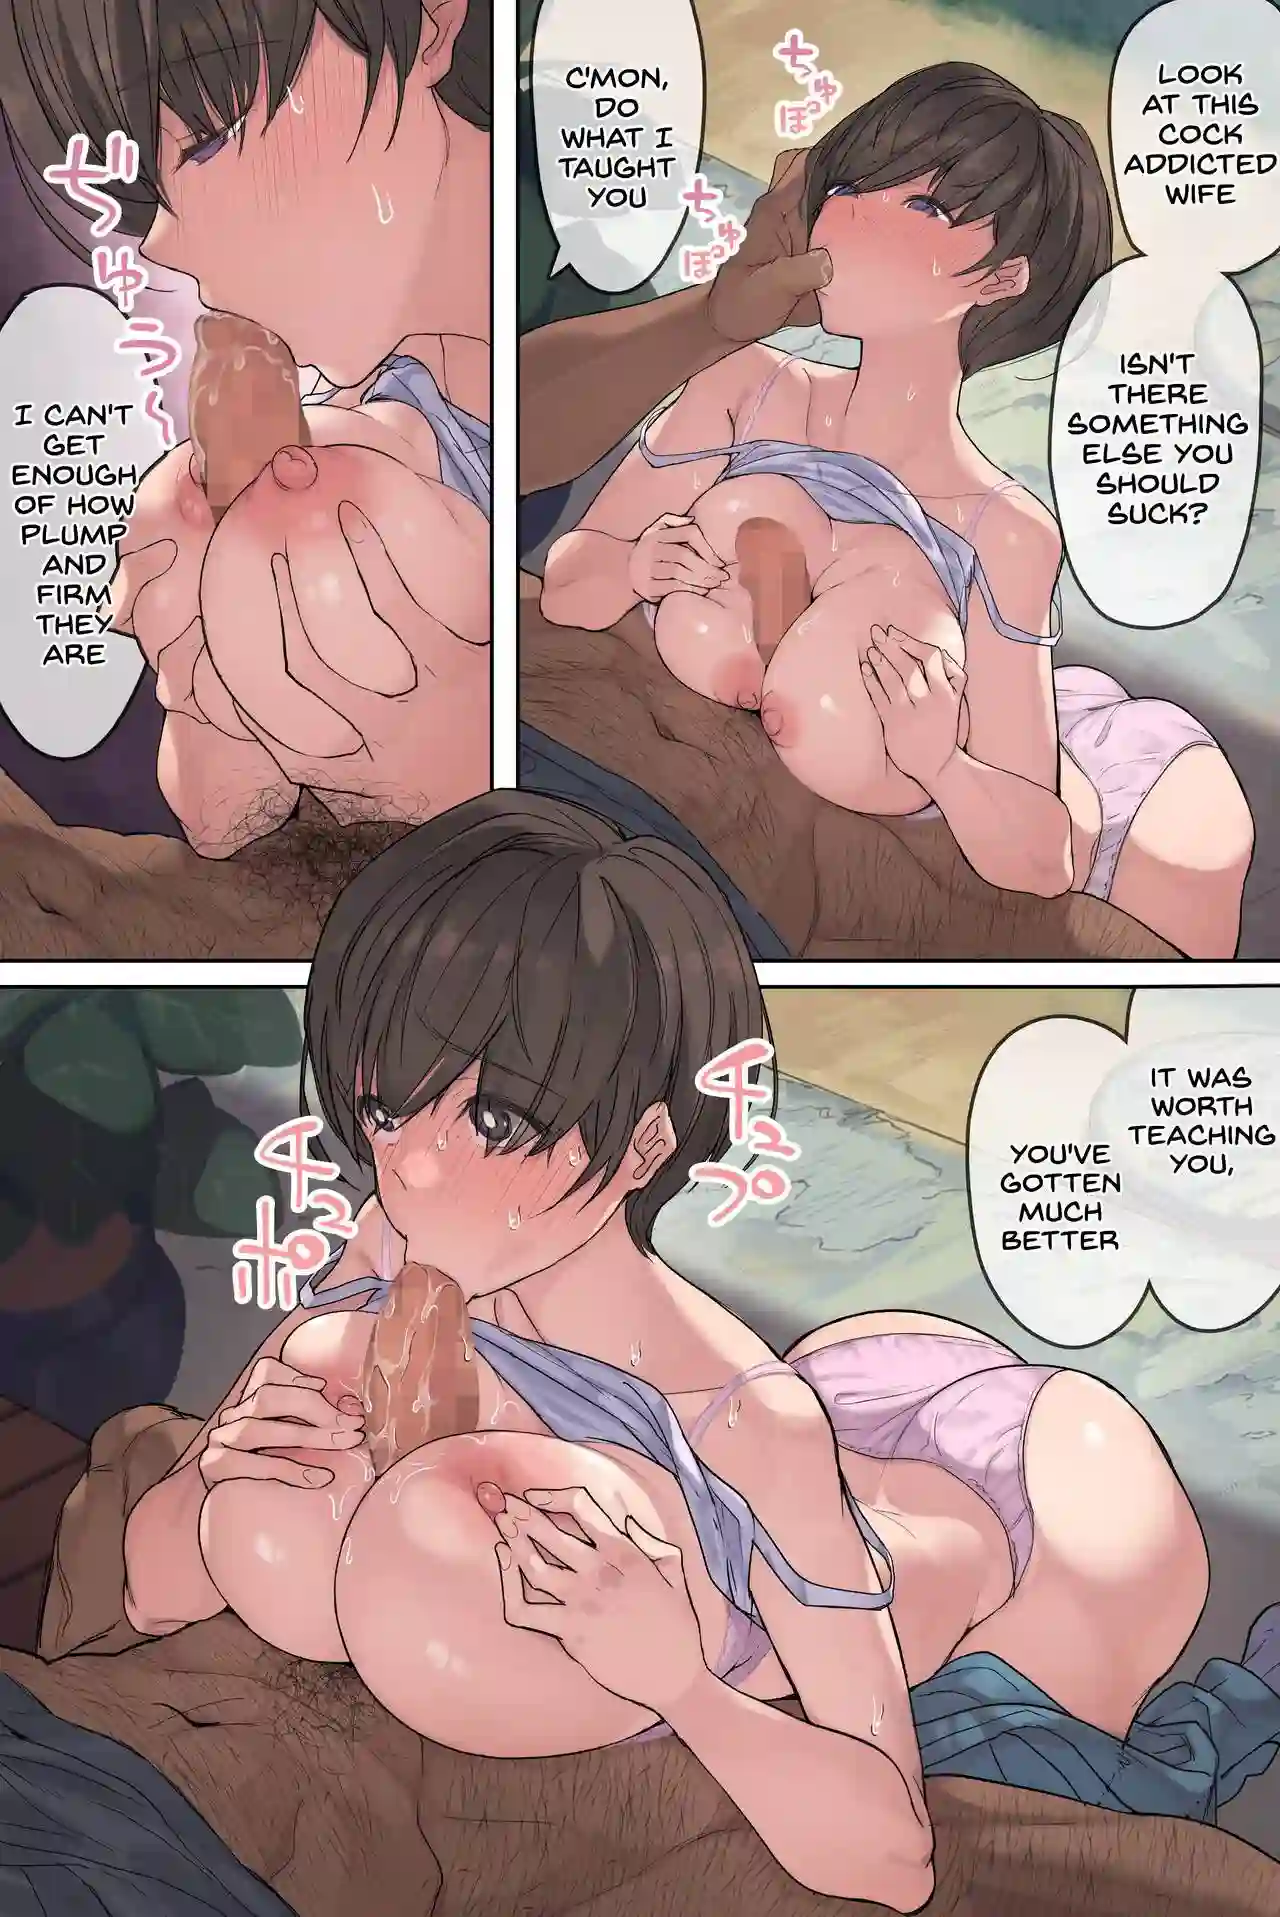 LOOK
AT THIS
COCK
ADDICTED
WIFE
ISN'T
THERE
SOMETHING
ELSE YOU
SHOULD
SUCK?
C'MON,
DO
WHAT I
TAUGHT
YOU
ちゅ
ぽっ
ちゅ
ぽっ
ぢ
ゅ
う
〜
I CAN'T
GET
ENOUGH
OF HOW
PLUMP
AND
FIRM
THEY
ARE
IT WAS
WORTH
TEACHING
YOU,
YOU'VE
GOTTEN
MUCH
BETTER
チュ
プ
チュ
ポ